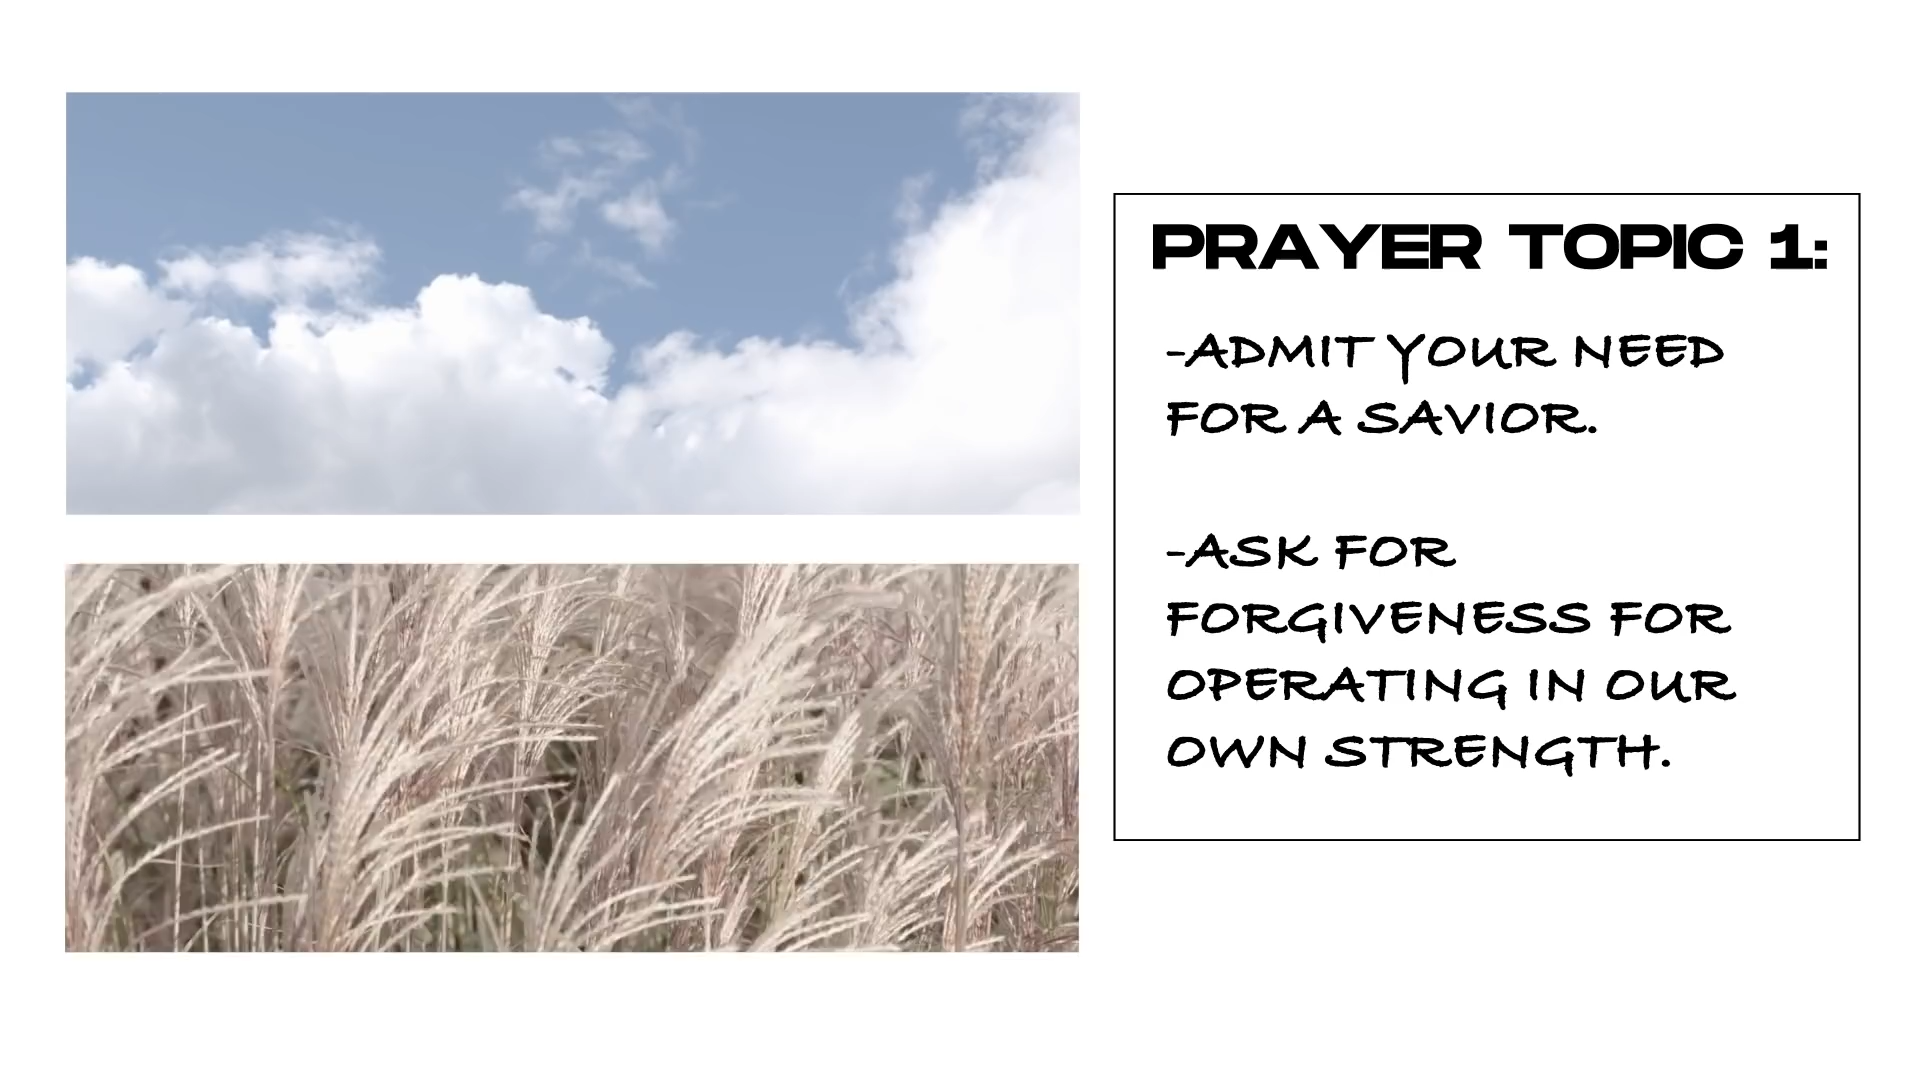 PRAYER TOPIC 1:
-ADMIT YOUR NEED
FOR A SAVIOR.
-ASK FOR
FORGIVENESS FOR
OPERATING IN OUR
OWN STRENGTH.